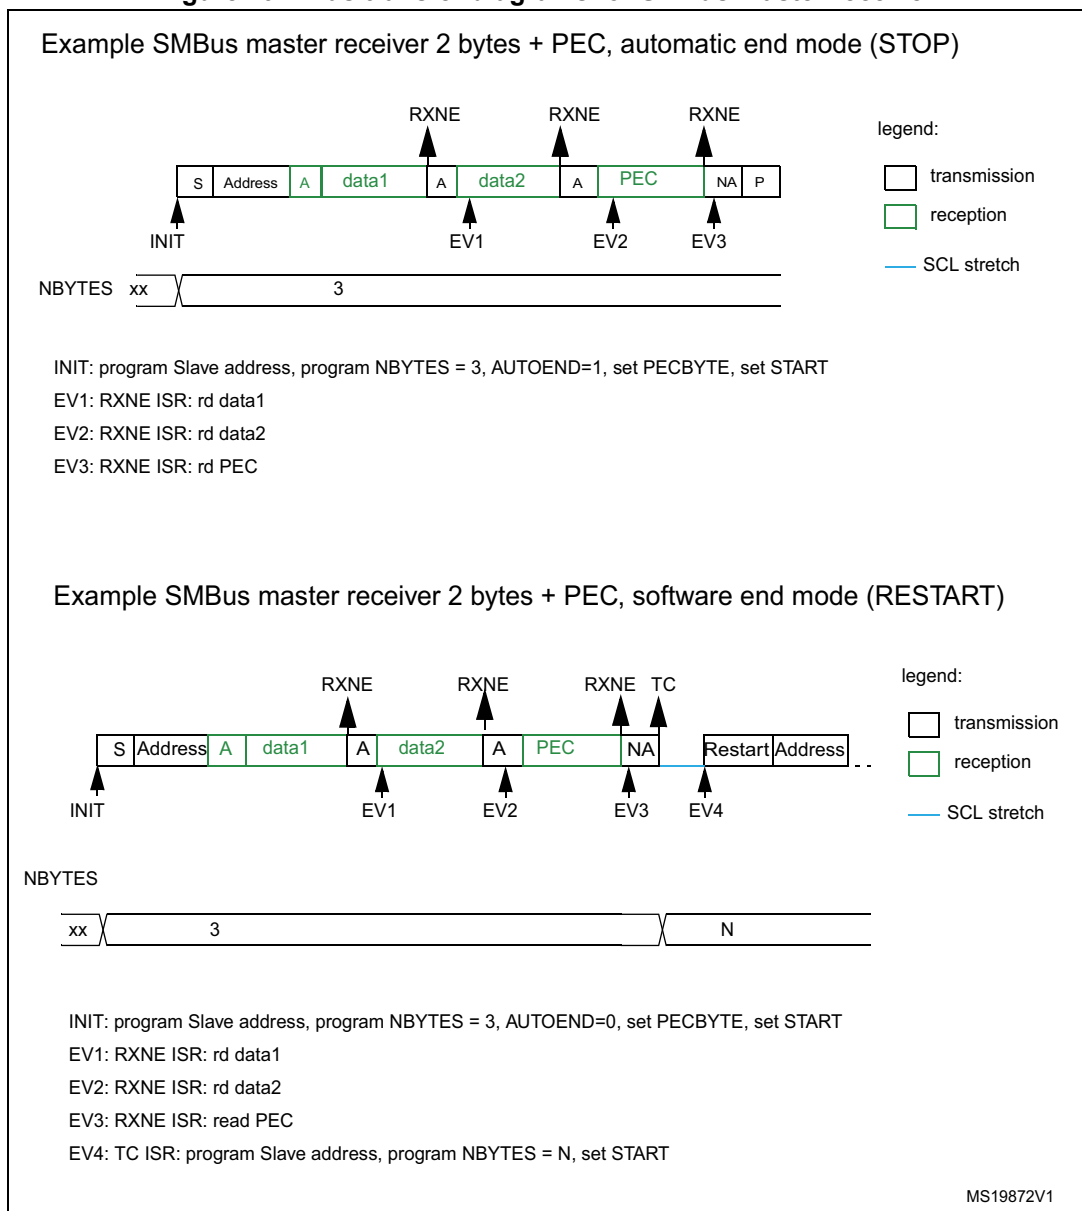 Example SMBus master receiver 2 bytes + PEC, automatic end mode (STOP)
RXNE RXNE RXNE
legend:
S Address A data1 A data2 A PEC NA P
transmission
reception
INIT EV1 EV2 EV3
SCL stretch
NBYTES xx 3
INIT: program Slave address, program NBYTES = 3, AUTOEND=1, set PECBYTE, set START
EV1: RXNE ISR: rd data1
EV2: RXNE ISR: rd data2
EV3: RXNE ISR: rd PEC
Example SMBus master receiver 2 bytes + PEC, software end mode (RESTART)
RXNE RXNE RXNE TC
legend:
S Address A data1 A data2 A PEC NA Restart Address
transmission
reception
INIT EV1 EV2 EV3 EV4
SCL stretch
NBYTES
xx 3 N
INIT: program Slave address, program NBYTES = 3, AUTOEND=0, set PECBYTE, set START
EV1: RXNE ISR: rd data1
EV2: RXNE ISR: rd data2
EV3: RXNE ISR: read PEC
EV4: TC ISR: program Slave address, program NBYTES = N, set START
MS19872V1